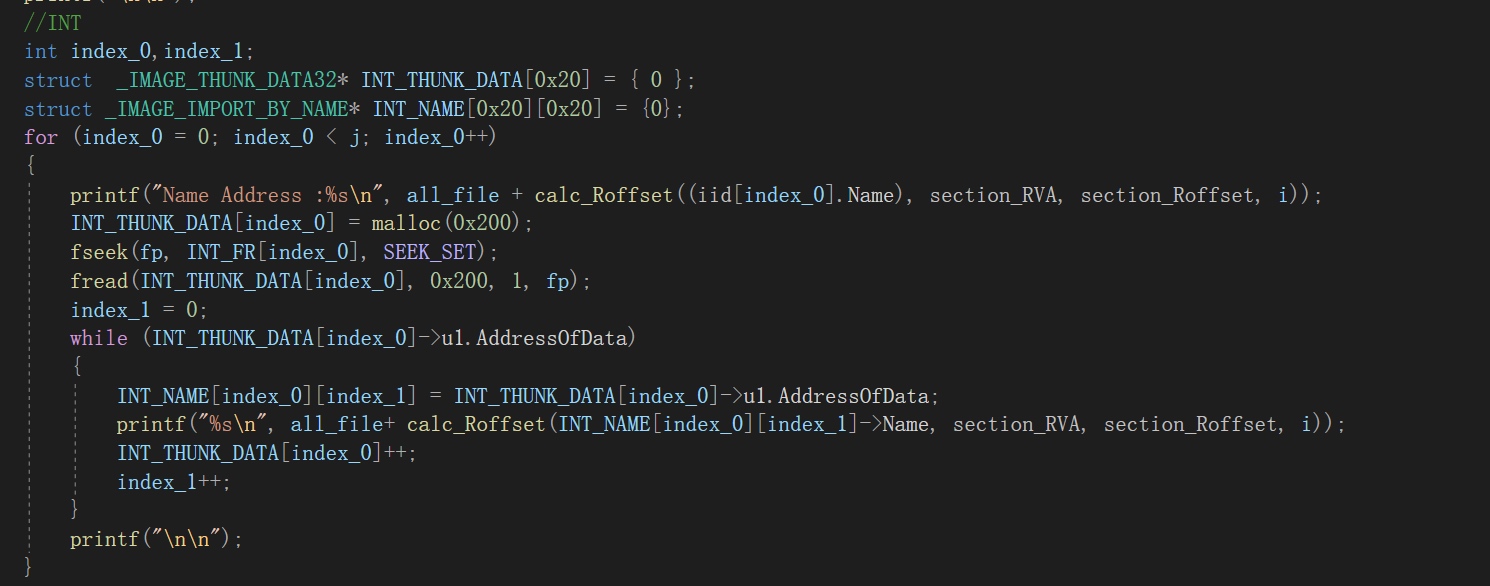 //INT
int index_0,index_1;
struct  _IMAGE_THUNK_DATA32* INT_THUNK_DATA[0x20] = { 0 };
struct _IMAGE_IMPORT_BY_NAME* INT_NAME[0x20][0x20] = {0};
for (index_0 = 0; index_0 < j; index_0++)
{
    printf("Name Address :%s\n", all_file + calc_Roffset((iid[index_0].Name), section_RVA, section_Roffset, i));
    INT_THUNK_DATA[index_0] = malloc(0x200);
    fseek(fp, INT_FR[index_0], SEEK_SET);
    fread(INT_THUNK_DATA[index_0], 0x200, 1, fp);
    index_1 = 0;
    while (INT_THUNK_DATA[index_0]->u1.AddressOfData)
    {
        INT_NAME[index_0][index_1] = INT_THUNK_DATA[index_0]->u1.AddressOfData;
        printf("%s\n", all_file+ calc_Roffset(INT_NAME[index_0][index_1]->Name, section_RVA, section_Roffset, i));
        INT_THUNK_DATA[index_0]++;
        index_1++;
    }
    printf("\n\n");
}